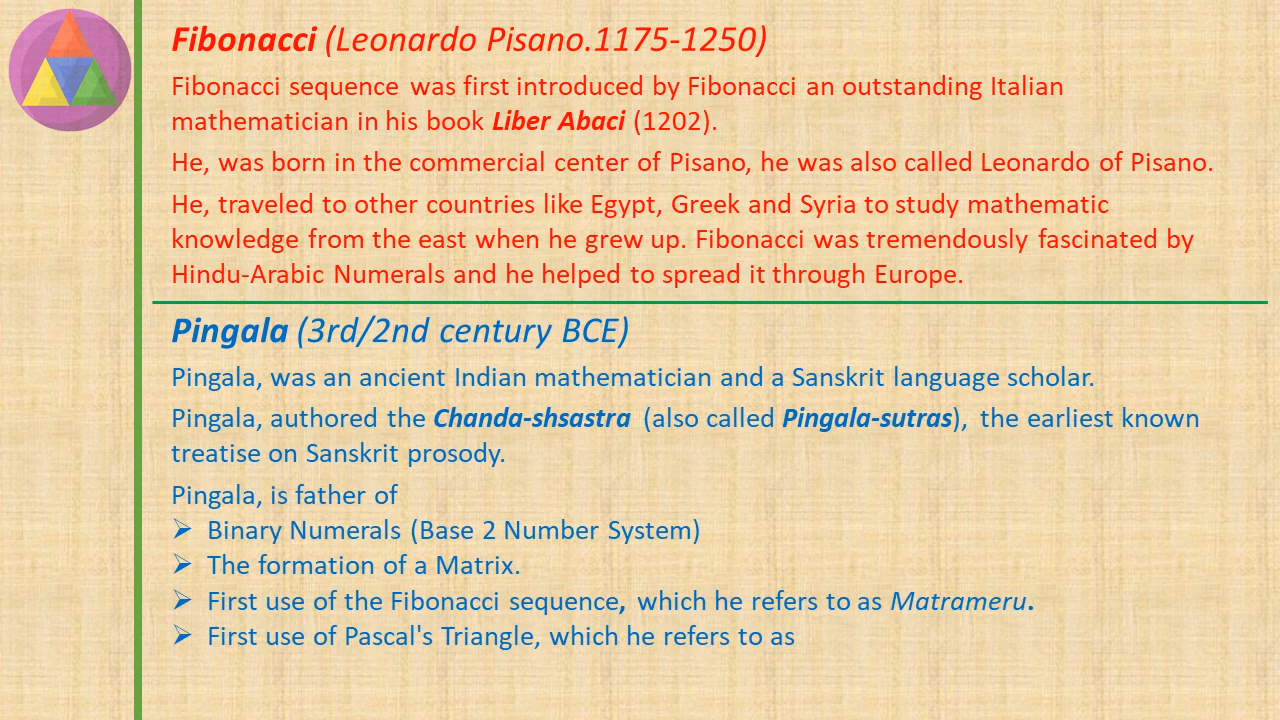 Fibonacci (Leonardo Pisano.1175-1250)
Fibonacci sequence was first introduced by Fibonacci an outstanding Italian
mathematician in his book Liber Abaci (1202).
He, was born in the commercial center of Pisano, he was also called Leonardo of Pisano.
He, traveled to other countries like Egypt, Greek and Syria to study mathematic
knowledge from the east when he grew up. Fibonacci was tremendously fascinated by
Hindu-Arabic Numerals and he helped to spread it through Europe.
Pingala (3rd/2nd century BCE)
Pingala, was an ancient Indian mathematician and a Sanskrit language scholar.
Pingala, authored the Chanda-shsastra (also called Pingala-sutras), the earliest known
treatise on Sanskrit prosody.
Pingala, is father of
➢ Binary Numerals (Base 2 Number System)
➢ The formation of a Matrix.
➢ First use of the Fibonacci sequence, which he refers to as Matrameru.
➢ First use of Pascal's Triangle, which he refers to as